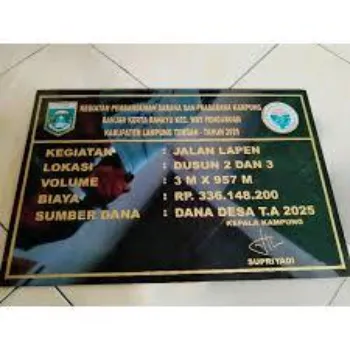 KEGIATAN PEMBANGUNAN SARANA DAN PRASARANA KAMPUNG
BANJAR KERTA RAHAYU KEC. WAY PENGUBUAN
KABUPATEN LAMPUNG TENGAH - TAHUN 2025
KEGIATAN : JALAN LAPEN
LOKASI : DUSUN 2 DAN 3
VOLUME : 3 M X 957 M
BIAYA : RP. 336.148.200
SUMBER DANA : DANA DESA T.A 2025
KEPALA KAMPUNG
SUPRIYADI